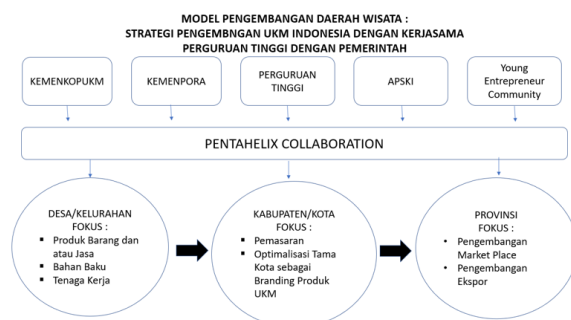 MODEL PENGEMBANGAN DAERAH WISATA :
STRATEGI PENGEMBNGAN UKM INDONESIA DENGAN KERJASAMA
PERGURUAN TINGGI DENGAN PEMERINTAH
KEMENKOPUKM
KEMENPORA
PERGURUAN
TINGGI
APSKI
Young
Entrepreneur
Community
PENTAHELIX COLLABORATION
DESA/KELURAHAN
FOKUS :
▪ Produk Barang dan
atau Jasa
▪ Bahan Baku
▪ Tenaga Kerja
KABUPATEN/KOTA
FOKUS :
▪ Pemasaran
▪ Optimalisasi Tama
Kota sebagai
Branding Produk
UKM
PROVINSI
FOKUS :
• Pengembangan
Market Place
• Pengembangan
Ekspor